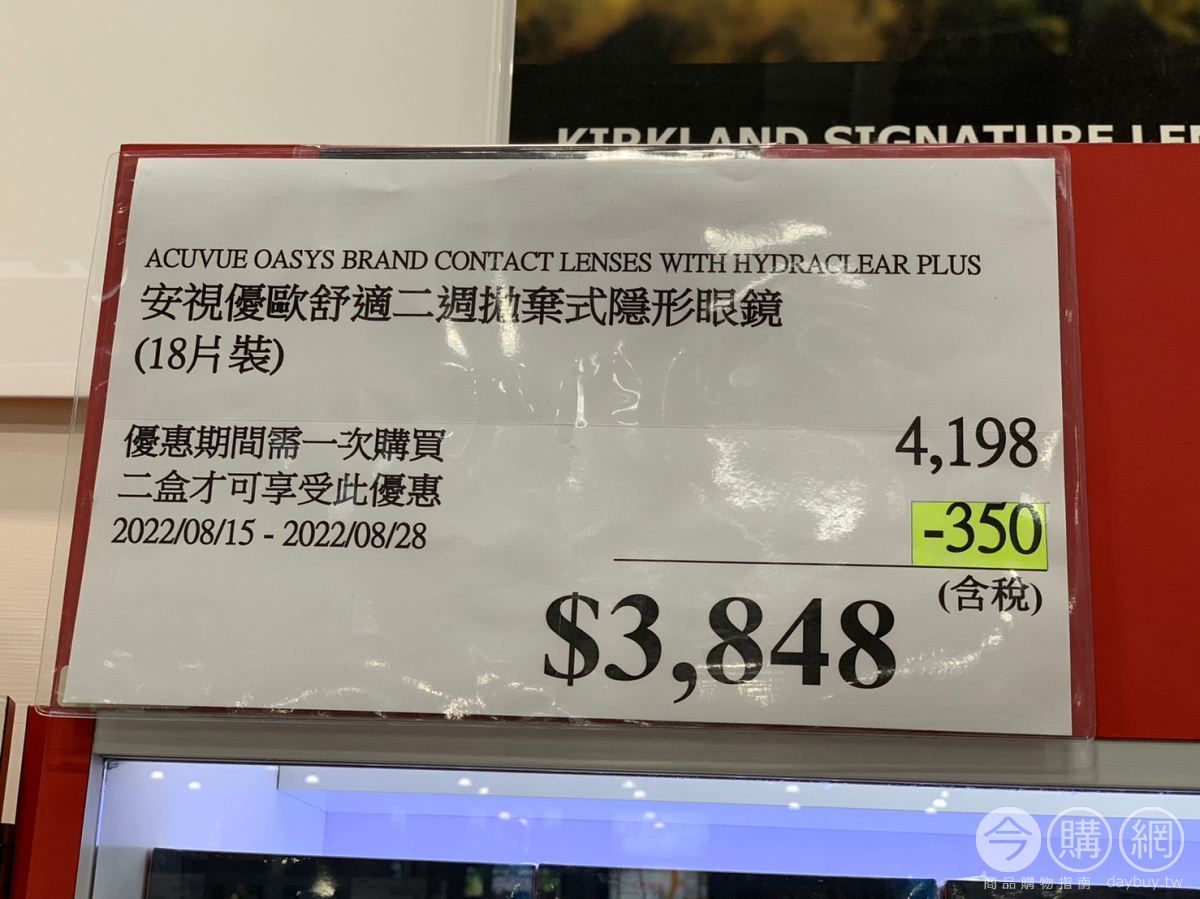 KIRKLAND SIGNATURE LEN
ACUVUE OASYS BRAND CONTACT LENSES WITH HYDRACLEAR PLUS
安視優歐舒適二週拋棄式隱形眼鏡
(18片裝)
優惠期間需一次購買
二盒才可享受此優惠
2022/08/15 - 2022/08/28
4,198
-350
(含稅)
$3,848
今購網
商品購物指南 daybuy.tw